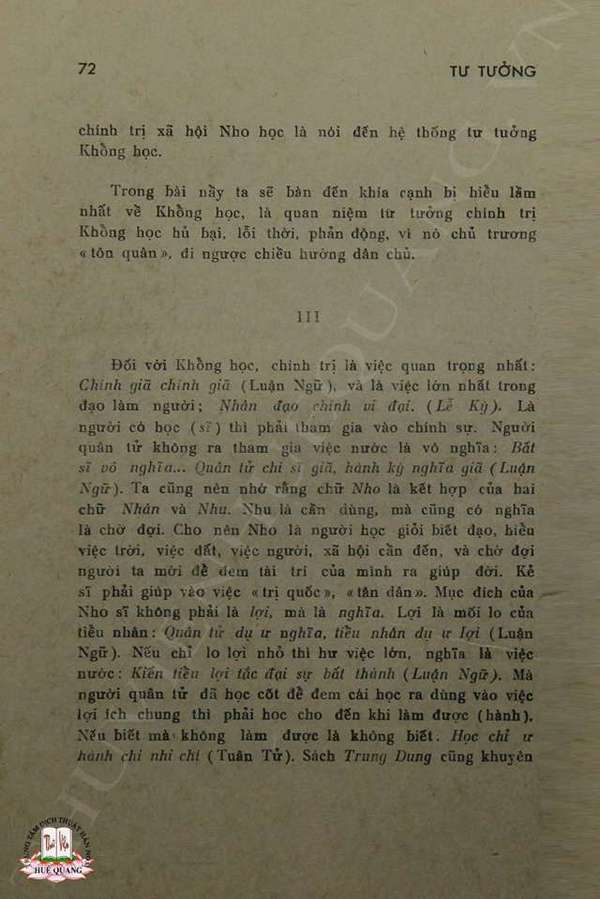 72
TƯ TƯỞNG
chính trị xã hội Nho học là nói đến hệ thống tư tưởng
Khổng học.
Trong bài nầy ta sẽ bàn đến khía cạnh bị hiểu lầm
nhất về Khổng học, là quan niệm tư tưởng chính trị
Khổng học hủ bại, lỗi thời, phản động, vì nó chủ trương
« tôn quân », đi ngược chiều hướng dân chủ.
III
Đối với Khổng học, chính trị là việc quan trọng nhất :
Chính giã chính giã (Luận Ngữ), và là việc lớn nhất trong
đạo làm người ; Nhân đạo chính vi đại. (Lễ Ký). Là
người có học (sĩ) thì phải tham gia vào chính sự. Người
quân tử không ra tham gia việc nước là vô nghĩa : Bất
sĩ vô nghĩa... Quân tử chi sĩ giã, hành kỳ nghĩa giã (Luận
Ngữ). Ta cũng nên nhớ rằng chữ Nho là kết hợp của hai
chữ Nhân và Nhu. Nhu là cần dùng, mà cũng có nghĩa
là chờ đợi. Cho nên Nho là người học giỏi biết đạo, hiểu
việc trời, việc đất, việc người, xã hội cần đến, và chờ đợi
người ta mời để đem tài trí của mình ra giúp đời. Kẻ
sĩ phải giúp vào việc « trị quốc », « tân dân ». Mục đích của
Nho sĩ không phải là lợi, mà là nghĩa. Lợi là mối lo của
tiểu nhân : Quân tử dụ ư nghĩa, tiểu nhân dụ ư lợi (Luận
Ngữ). Nếu chỉ lo lợi nhỏ thì hư việc lớn, nghĩa là việc
nước : Kiến tiểu lợi tắc đại sự bất thành (Luận Ngữ). Mà
người quân tử đã học cốt để đem cái học ra dùng vào việc
lợi ích chung thì phải học cho đến khi làm được (hành).
Nếu biết mà không làm được là không biết. Học chí ư
hành chi nhi chỉ (Tuân Tử). Sách Trung Dung cũng khuyên
TRUNG TÂM DỊCH THUẬT HÁN NÔM
HUỆ QUANG